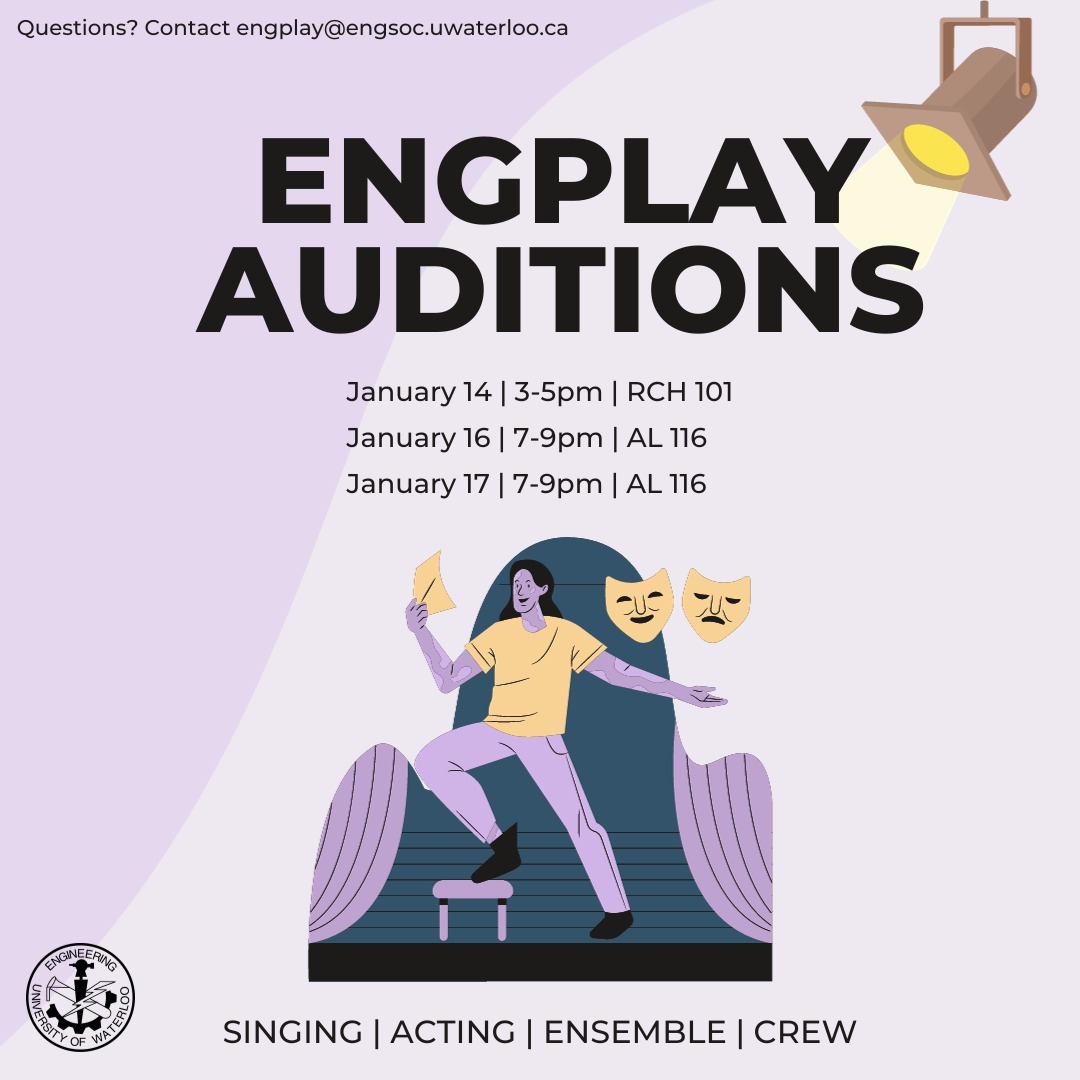 Questions? Contact engplay@engsoc.uwaterloo.ca
ENGPLAY
AUDITIONS
January 14 | 3-5pm | RCH 101
January 16 | 7-9pm | AL 116
January 17 | 7-9pm | AL 116
ENGINEERING
UNIVERSITY OF WATERLOO
SINGING | ACTING | ENSEMBLE | CREW